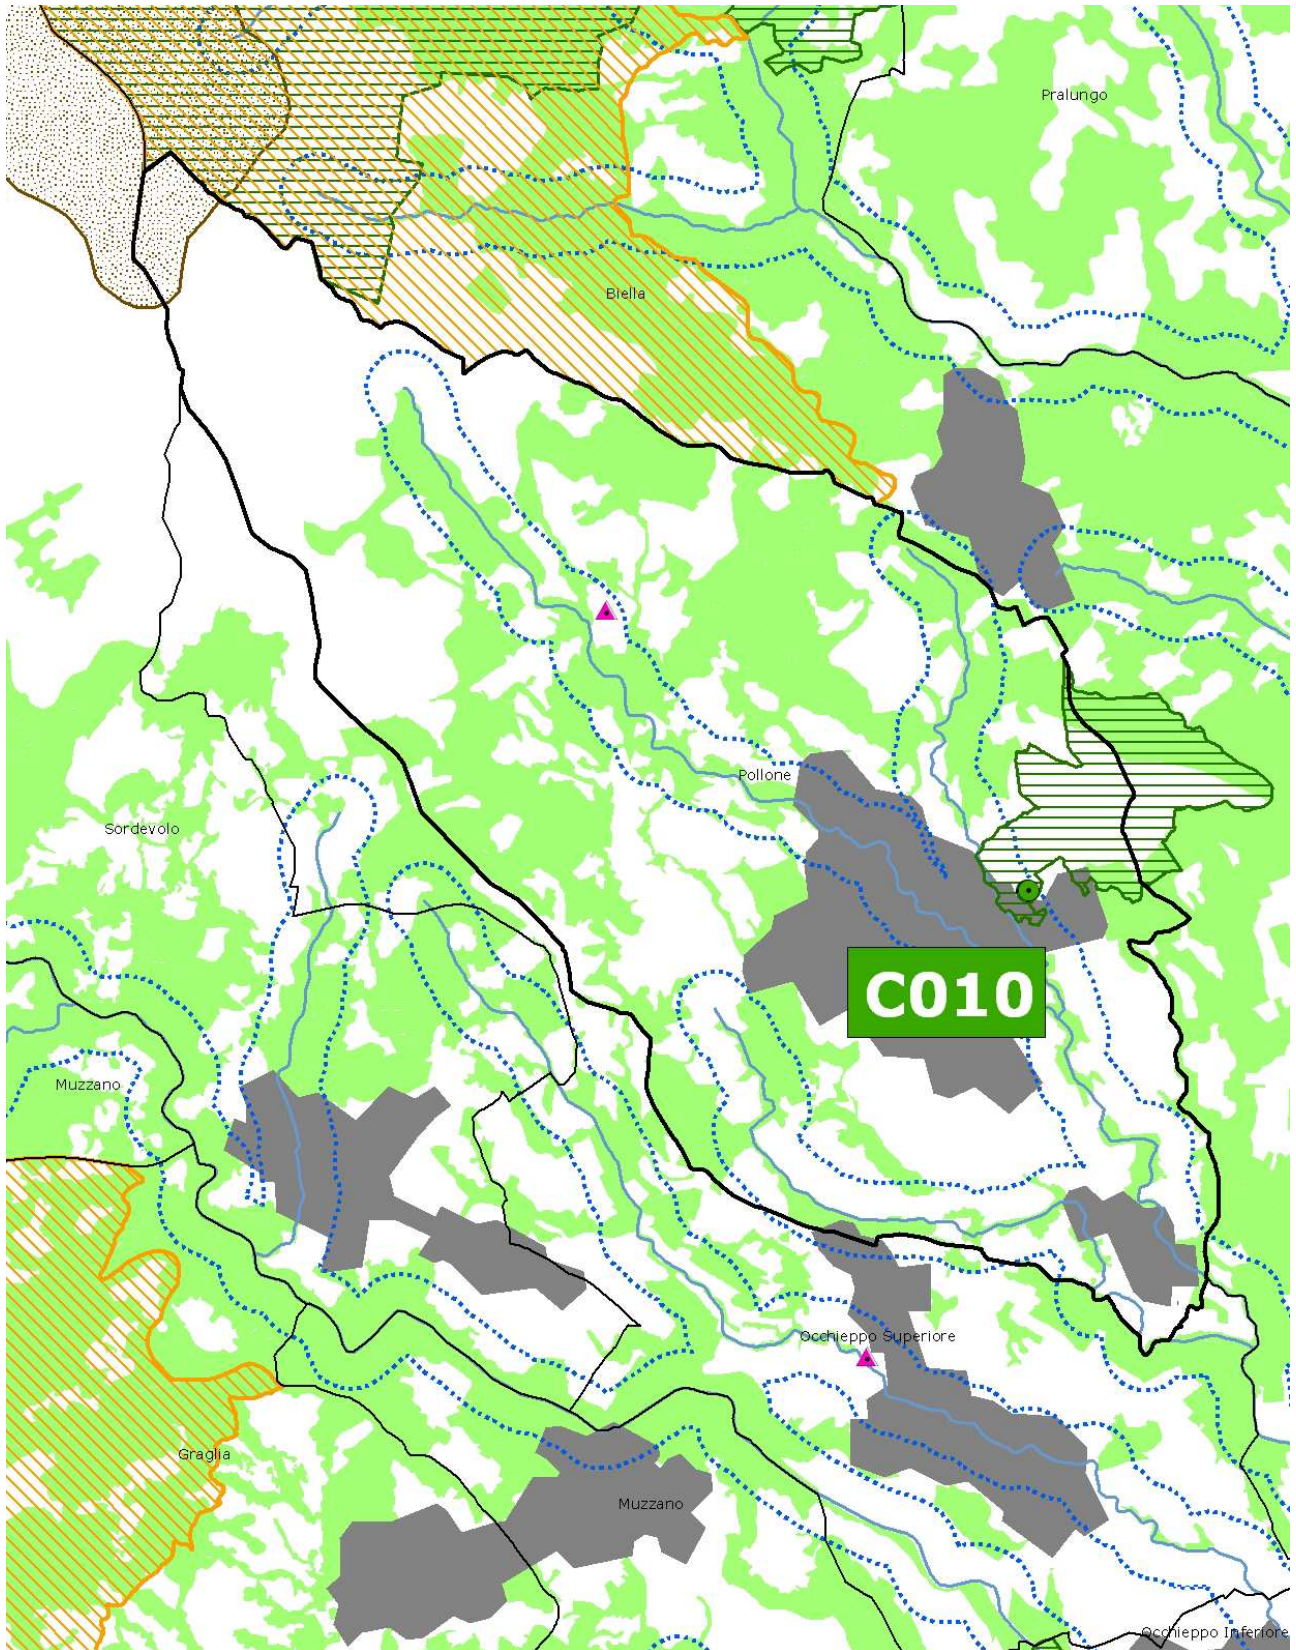 Pralungo
Biella
Pollone
Sordevolo
C010
Muzzano
Occhieppo Superiore
Graglia
Muzzano
Occhieppo Inferiore